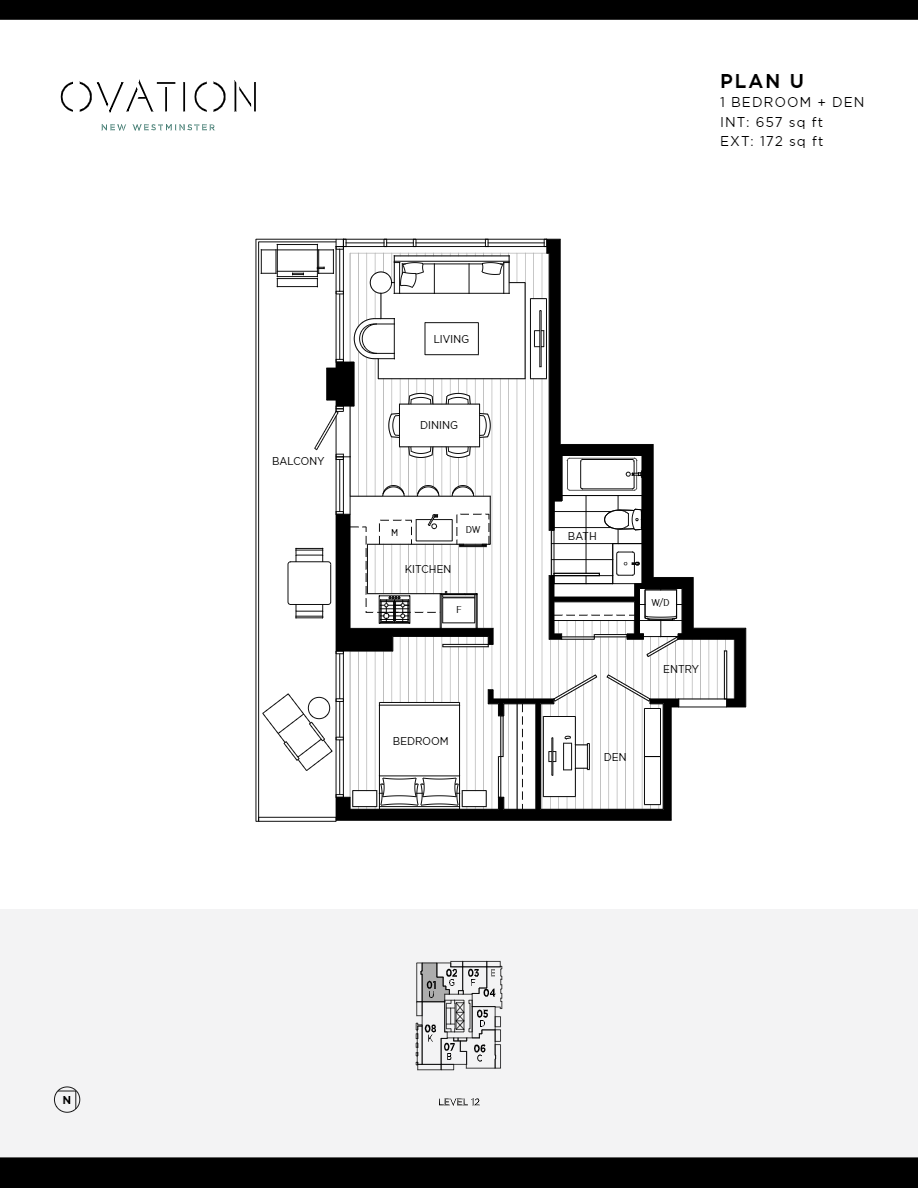 OVATION
NEW WESTMINSTER
PLAN U
1 BEDROOM + DEN
INT: 657 sq ft
EXT: 172 sq ft
LIVING
DINING
BALCONY
M
DW
BATH
KITCHEN
F
W/D
ENTRY
BEDROOM
DEN
02
G
03
F
E
01
U
04
05
D
08
K
07
B
06
C
N
LEVEL 12